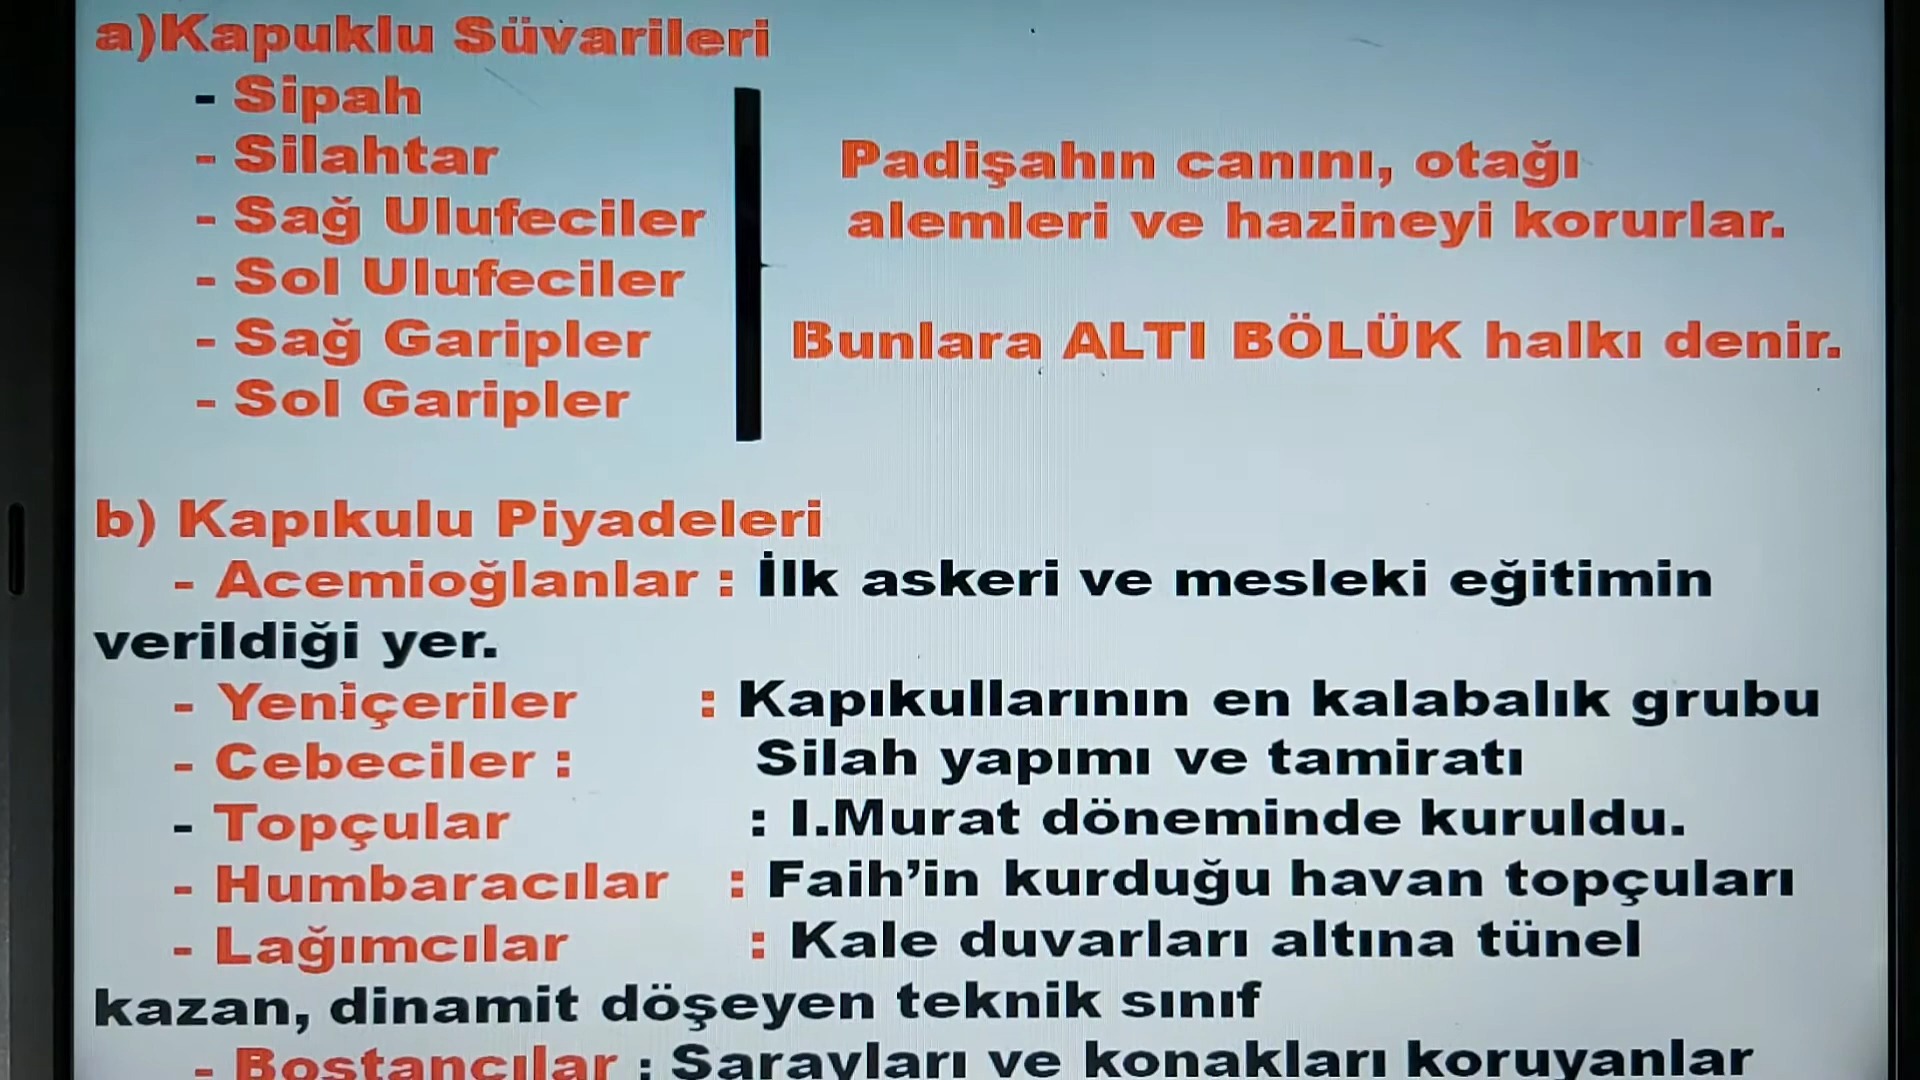 a)Kapuklu Süvarileri
- Sipah
- Silahtar
- Sağ Ulufeciler
- Sol Ulufeciler
- Sağ Garipler
- Sol Garipler
Padişahın canını, otağı
alemleri ve hazineyi korurlar.
Bunlara ALTI BÖLÜK halkı denir.
b) Kapıkulu Piyadeleri
- Acemioğlanlar : İlk askeri ve mesleki eğitimin
verildiği yer.
- Yeniçeriler : Kapıkullarının en kalabalık grubu
- Cebeciler : Silah yapımı ve tamiratı
- Topçular : I.Murat döneminde kuruldu.
- Humbaracılar : Faih’in kurduğu havan topçuları
- Lağımcılar : Kale duvarları altına tünel
kazan, dinamit döşeyen teknik sınıf
- Bostancılar : Sarayları ve konakları koruyanlar